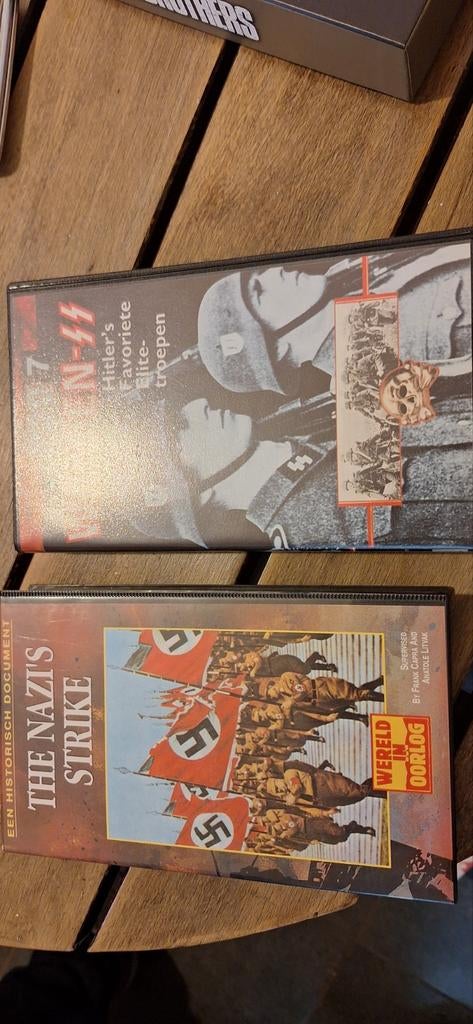 BROTHERS
7
N-SS
Hitler's
Favoriete
Elite-
troepen
EEN HISTORISCH DOCUMENT
THE NAZI'S
STRIKE
WERELD
IN
OORLOG
SUPERVISED
BY FRANK CAPRA AND
ANATOLE LITVAK